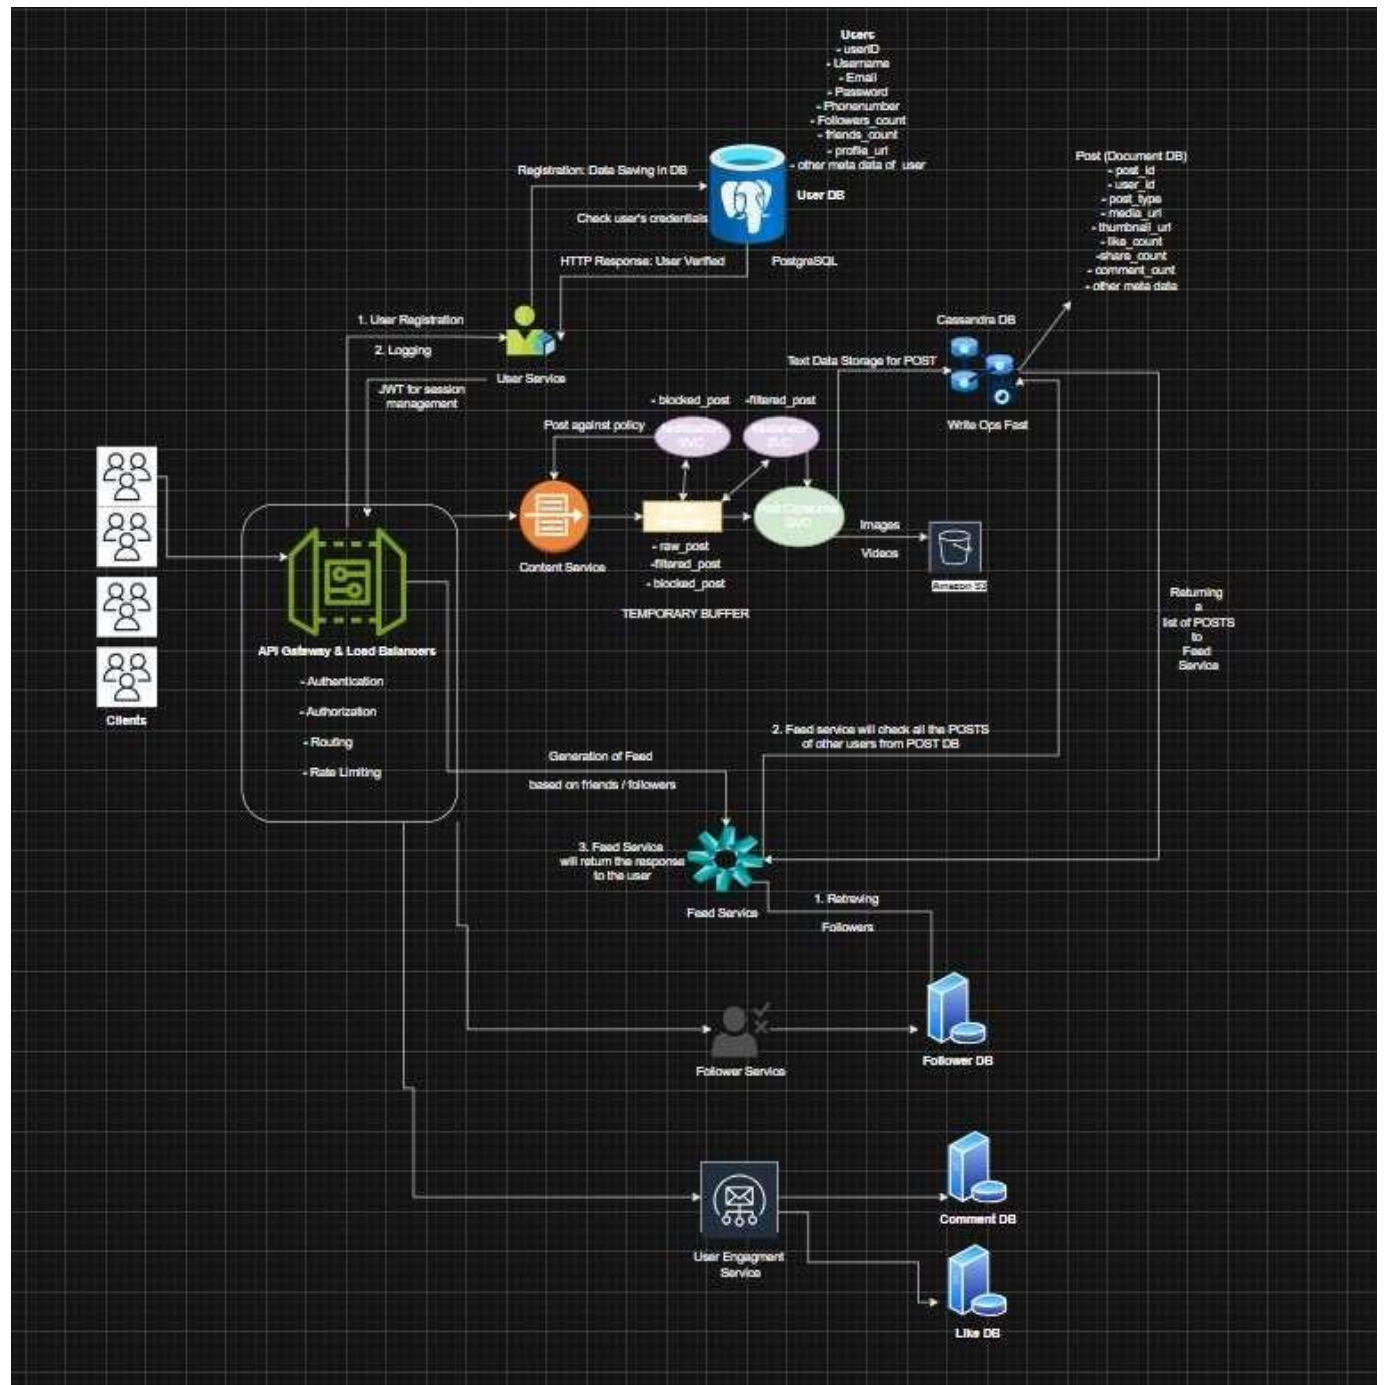 Users
- userID
- Username
- Email
- Password
- Phonenumber
- Followers_count
- friends_count
- profile_url
- other meta data of user
User DB
PostgreSQL
Registration: Data Saving in DB
Check user's credentials
HTTP Response: User Verified
Post (Document DB)
- post_id
- user_id
- post_type
- media_url
- thumbnail_url
- like_count
-share_count
- comment_ount
- other meta data
1. User Registration
2. Logging
User Service
JWT for session
management
Cassandra DB
Text Data Storage for POST
Write Ops Fast
- blocked_post
-filtered_post
Post against policy
SVC
SVC
SVC
Content Service
- raw_post
-filtered_post
- blocked_post
TEMPORARY BUFFER
Images
Videos
Amazon S3
Clients
API Gateway & Load Balancers
- Authentication
- Authorization
- Routing
- Rate Limiting
Returning
a
list of POSTS
to
Feed
Service
2. Feed service will check all the POSTS
of other users from POST DB
Generation of Feed
based on friends / followers
3. Feed Service
will return the response
to the user
Feed Service
1. Retreving
Followers
Follower Service
Follower DB
User Engagment
Service
Comment DB
Like DB